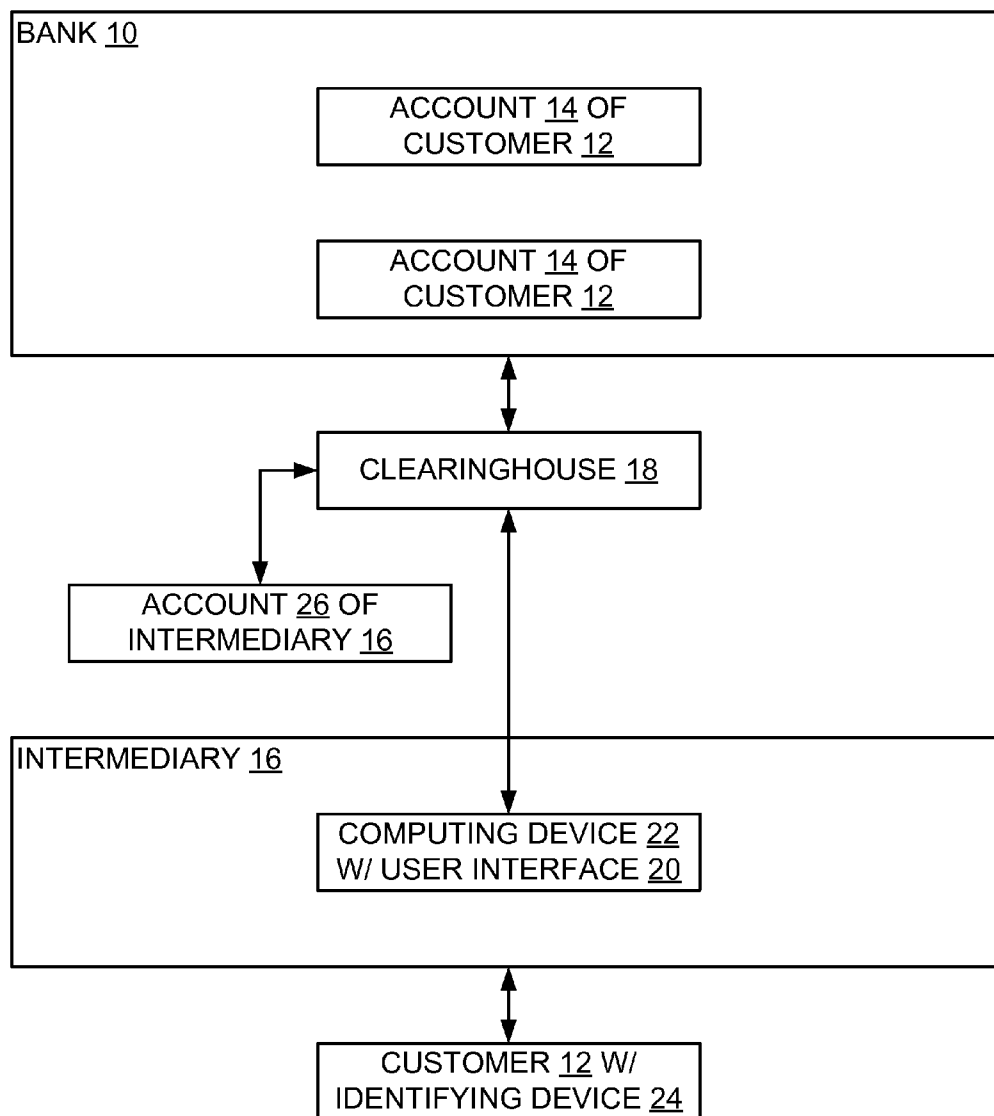 BANK 10
ACCOUNT 14 OF
CUSTOMER 12
ACCOUNT 14 OF
CUSTOMER 12
CLEARINGHOUSE 18
ACCOUNT 26 OF
INTERMEDIARY 16
INTERMEDIARY 16
COMPUTING DEVICE 22
W/ USER INTERFACE 20
CUSTOMER 12 W/
IDENTIFYING DEVICE 24